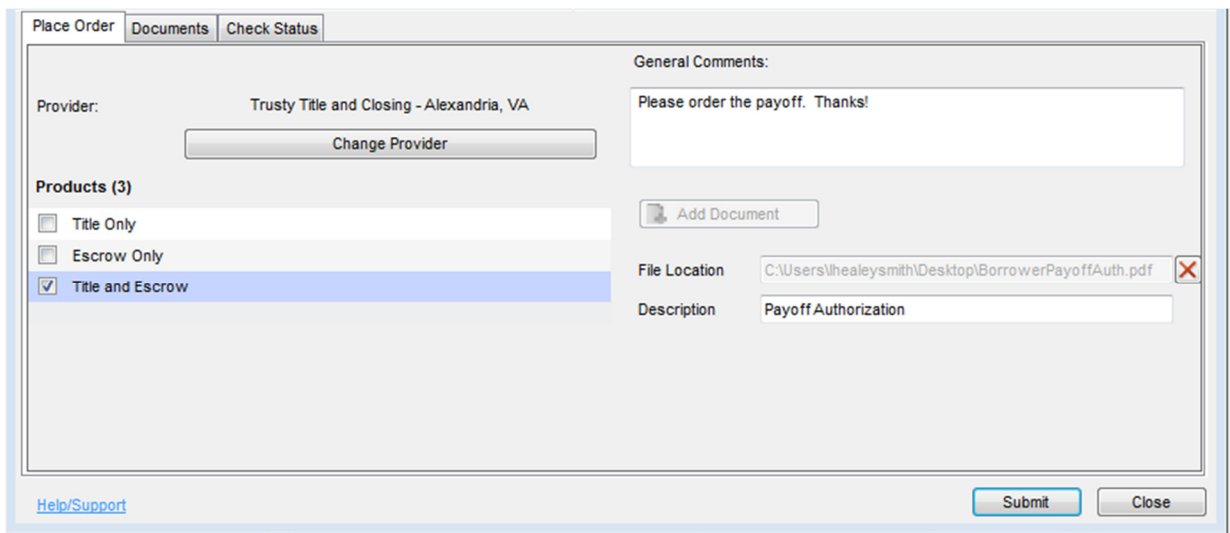 Place Order
Documents
Check Status
General Comments:
Provider:
Trusty Title and Closing - Alexandria, VA
Please order the payoff.  Thanks!
Change Provider
Products (3)
Title Only
Add Document
Escrow Only
File Location
C:\Users\lhealeysmith\Desktop\BorrowerPayoffAuth.pdf
Title and Escrow
Description
Payoff Authorization
Help/Support
Submit
Close